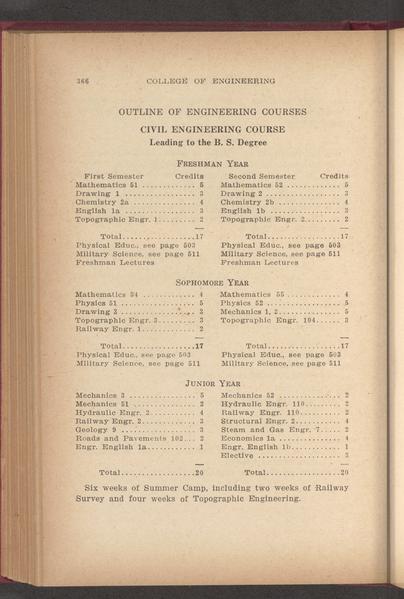 366 COLLEGE OF ENGINEERING
OUTLINE OF ENGINEERING COURSES
CIVIL ENGINEERING COURSE
Leading to the B. S. Degree
FRESHMAN YEAR
First Semester Credits
Mathematics 51 ............. 5
Drawing 1 .................. 3
Chemistry 2a ............... 4
English 1a ................. 3
Topographic Engr. 1........ 2
Total...................17
Physical Educ., see page 503
Military Science, see page 511
Freshman Lectures
Second Semester Credits
Mathematics 52 ............. 5
Drawing 2 .................. 3
Chemistry 2b ............... 4
English 1b ................. 3
Topographic Engr. 2........ 2
Total...................17
Physical Educ., see page 503
Military Science, see page 511
Freshman Lectures
SOPHOMORE YEAR
Mathematics 54 ............. 4
Physics 51 ................. 5
Drawing 3 .................. 3
Topographic Engr. 3........ 3
Railway Engr. 1............ 2
Total...................17
Physical Educ., see page 503
Military Science, see page 511
Mathematics 55 ............. 4
Physics 52 ................. 5
Mechanics 1, 2.............. 5
Topographic Engr. 104...... 3
Total...................17
Physical Educ., see page 503
Military Science, see page 511
JUNIOR YEAR
Mechanics 3 ................ 5
Mechanics 51 ............... 2
Hydraulic Engr. 2.......... 4
Railway Engr. 2............ 3
Geology 9 .................. 3
Roads and Pavements 102... 2
Engr. English 1a........... 1
Total...................20
Mechanics 52 ............... 2
Hydraulic Engr. 110........ 2
Railway Engr. 110.......... 2
Structural Engr. 2......... 4
Steam and Gas Engr. 7..... 2
Economics 1a ............... 4
Engr. English 1b........... 1
Elective ................... 3
Total...................20
Six weeks of Summer Camp, including two weeks of Railway
Survey and four weeks of Topographic Engineering.